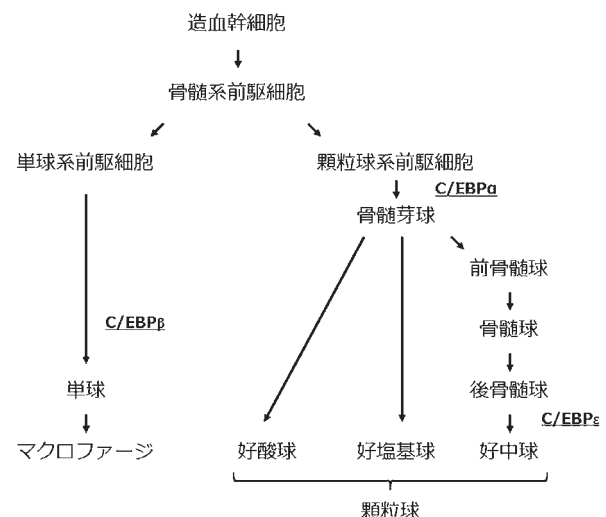 造血幹細胞
骨髄系前駆細胞
単球系前駆細胞
顆粒球系前駆細胞
C/EBPα
骨髄芽球
前骨髄球
骨髄球
C/EBPβ
単球
後骨髄球
C/EBPε
マクロファージ
好酸球
好塩基球
好中球
顆粒球